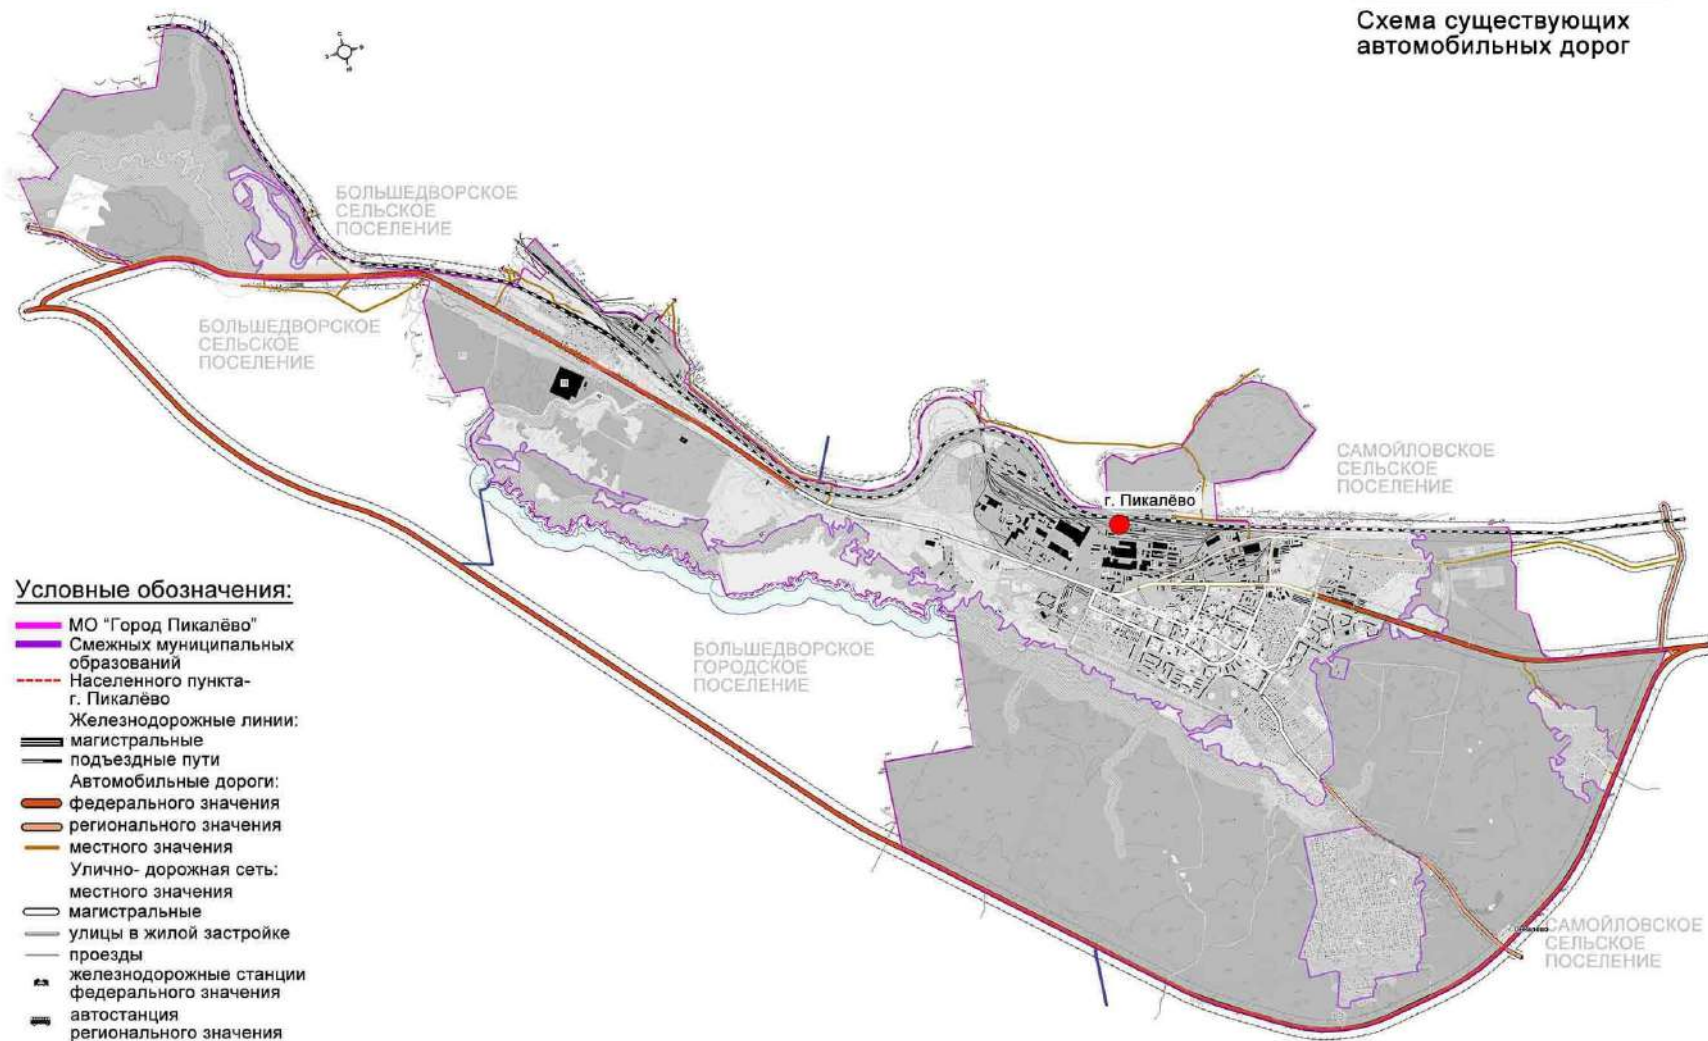 Схема существующих
автомобильных дорог
БОЛЬШЕДВОРСКОЕ
СЕЛЬСКОЕ
ПОСЕЛЕНИЕ
БОЛЬШЕДВОРСКОЕ
СЕЛЬСКОЕ
ПОСЕЛЕНИЕ
САМОЙЛОВСКОЕ
СЕЛЬСКОЕ
ПОСЕЛЕНИЕ
г. Пикалёво
БОЛЬШЕДВОРСКОЕ
ГОРОДСКОЕ
ПОСЕЛЕНИЕ
САМОЙЛОВСКОЕ
СЕЛЬСКОЕ
ПОСЕЛЕНИЕ
Условные обозначения:
МО "Город Пикалёво"
Смежных муниципальных
образований
Населенного пункта-
г. Пикалёво
Железнодорожные линии:
магистральные
подъездные пути
Автомобильные дороги:
федерального значения
регионального значения
местного значения
Улично- дорожная сеть:
местного значения
магистральные
улицы в жилой застройке
проезды
железнодорожные станции
федерального значения
автостанция
регионального значения